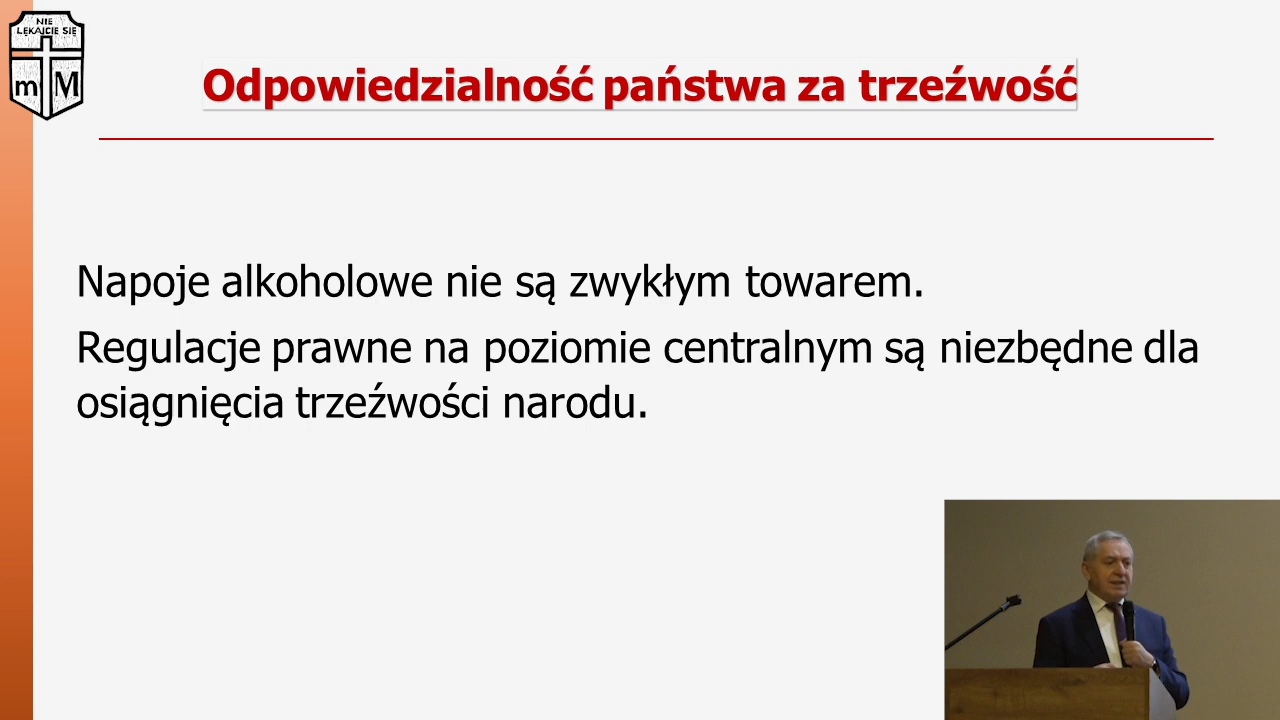 NIE
LĘKAJCIE SIĘ
m M
Odpowiedzialność państwa za trzeźwość
Napoje alkoholowe nie są zwykłym towarem.
Regulacje prawne na poziomie centralnym są niezbędne dla
osiągnięcia trzeźwości narodu.